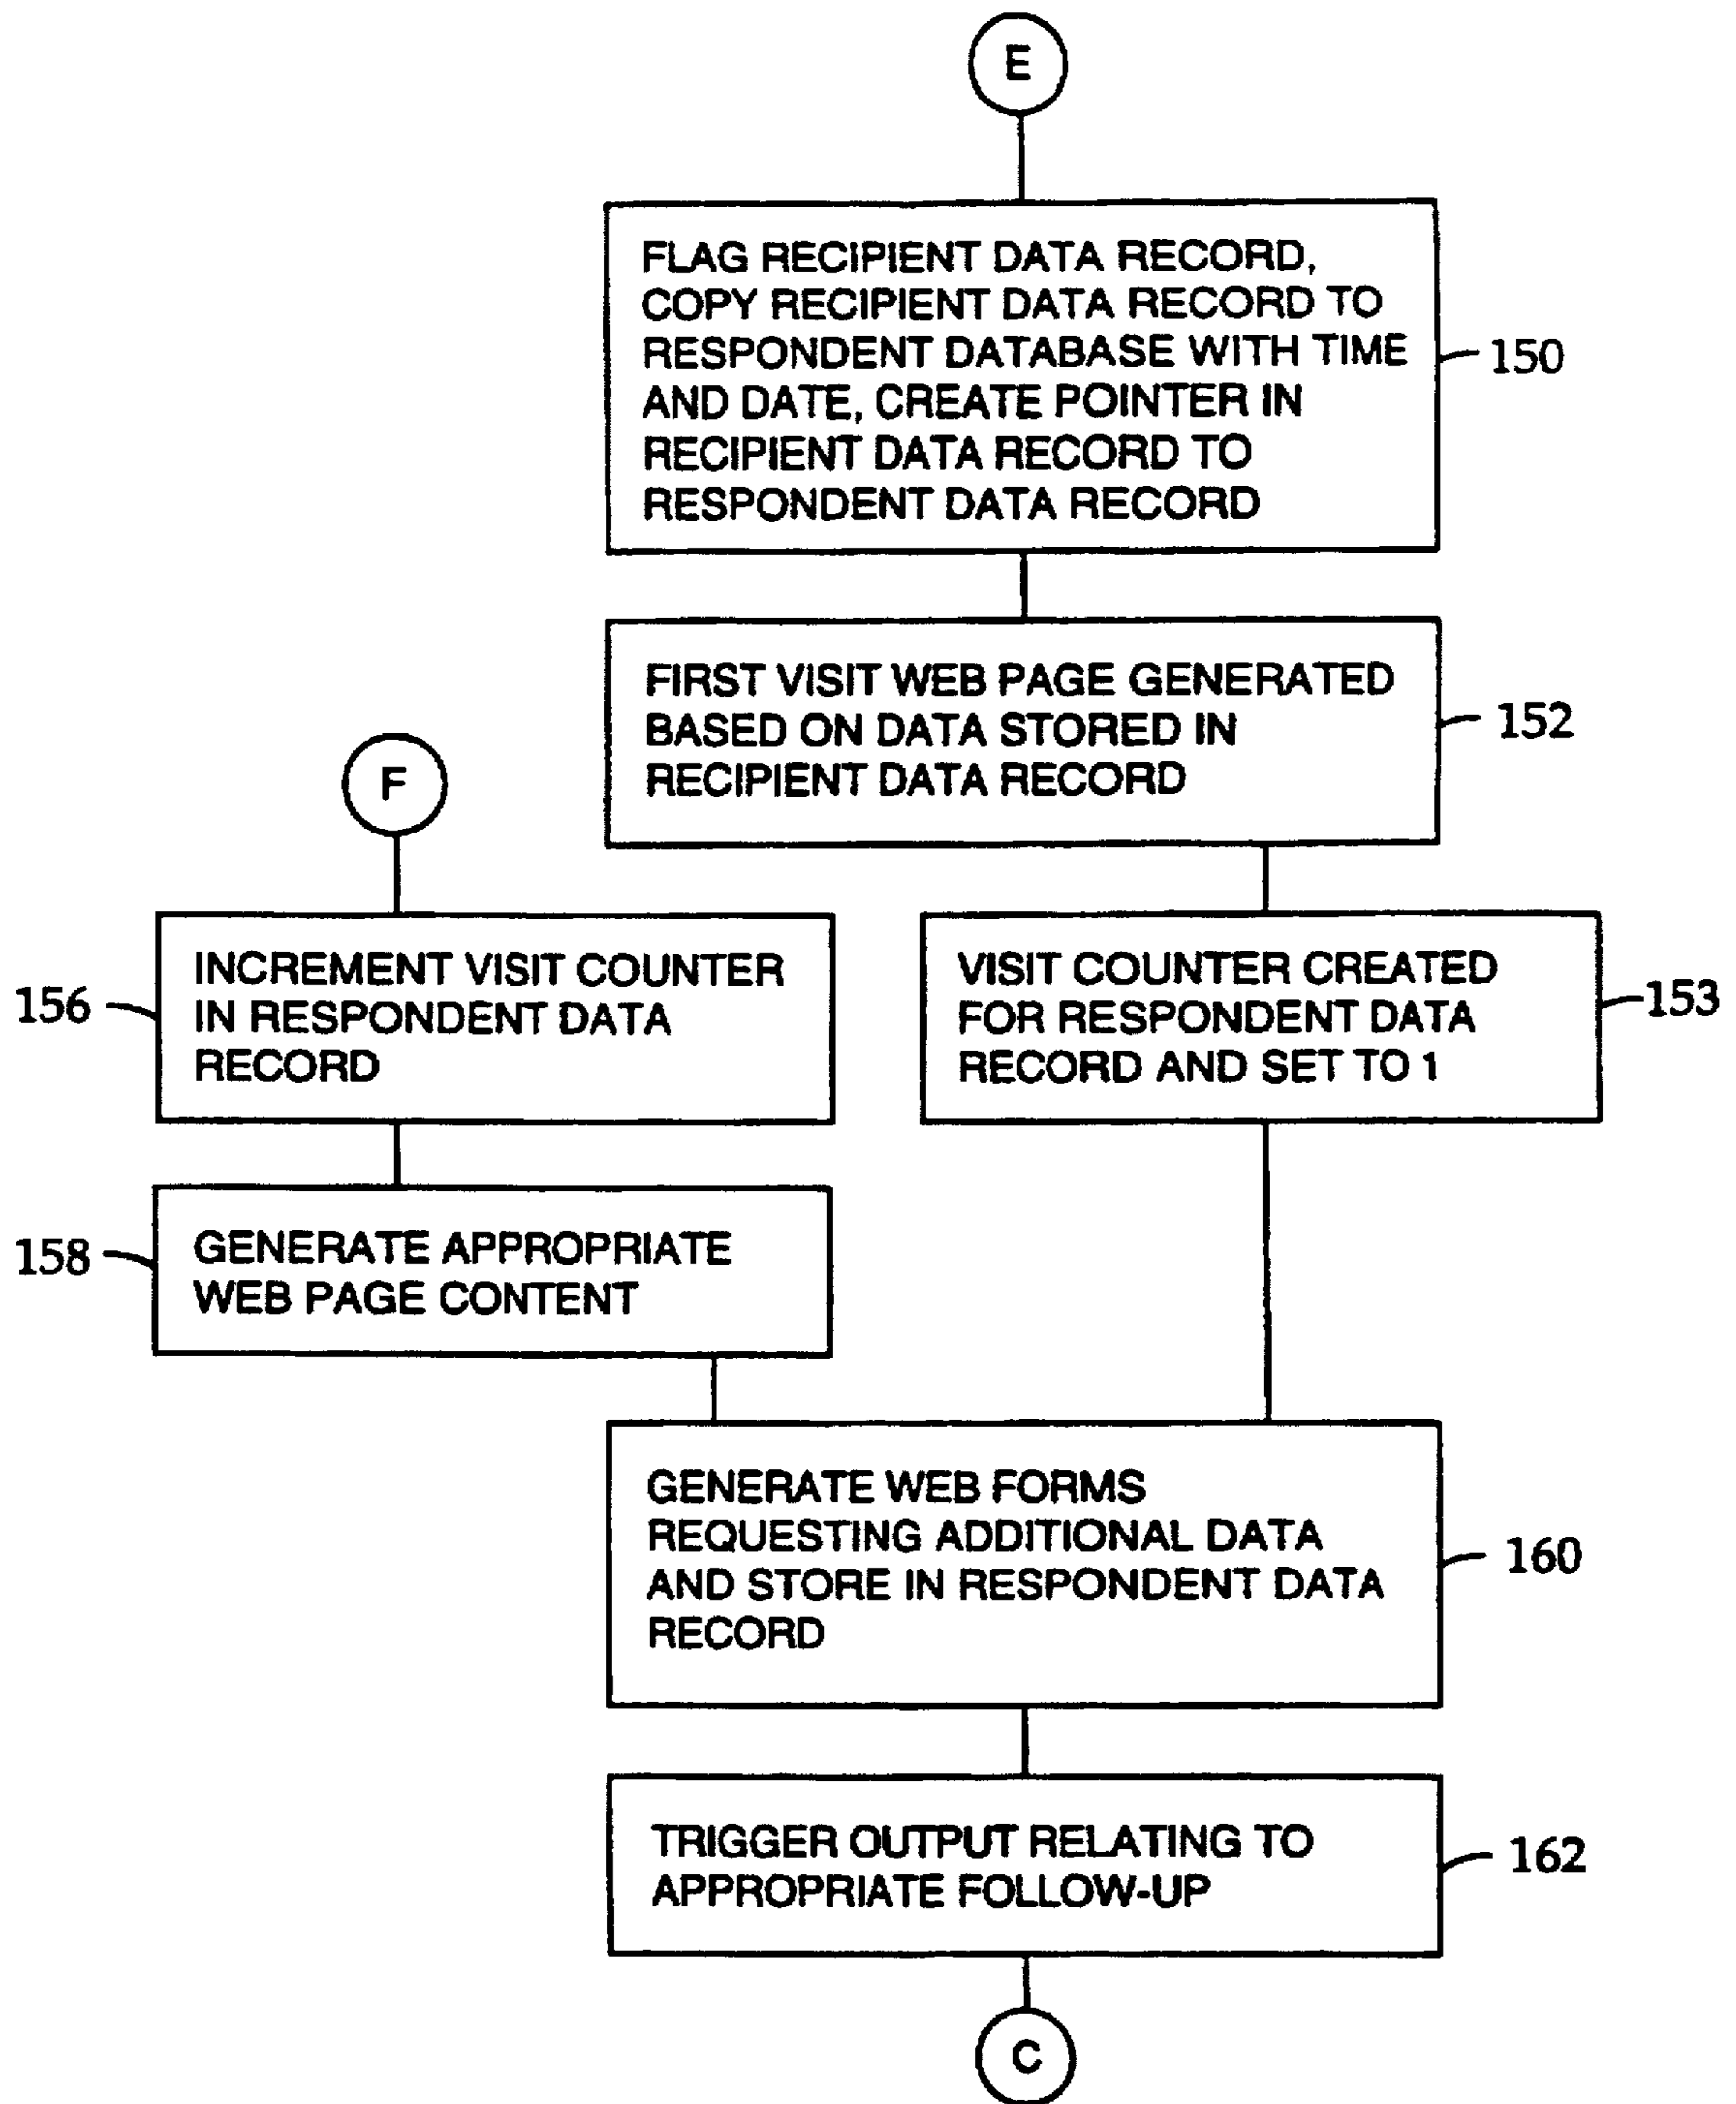 E
FLAG RECIPIENT DATA RECORD,
COPY RECIPIENT DATA RECORD TO
RESPONDENT DATABASE WITH TIME
AND DATE, CREATE POINTER IN
RECIPIENT DATA RECORD TO
RESPONDENT DATA RECORD
150
FIRST VISIT WEB PAGE GENERATED
BASED ON DATA STORED IN
RECIPIENT DATA RECORD
152
F
INCREMENT VISIT COUNTER
IN RESPONDENT DATA
RECORD
156
VISIT COUNTER CREATED
FOR RESPONDENT DATA
RECORD AND SET TO 1
153
GENERATE APPROPRIATE
WEB PAGE CONTENT
158
GENERATE WEB FORMS
REQUESTING ADDITIONAL DATA
AND STORE IN RESPONDENT DATA
RECORD
160
TRIGGER OUTPUT RELATING TO
APPROPRIATE FOLLOW-UP
162
C